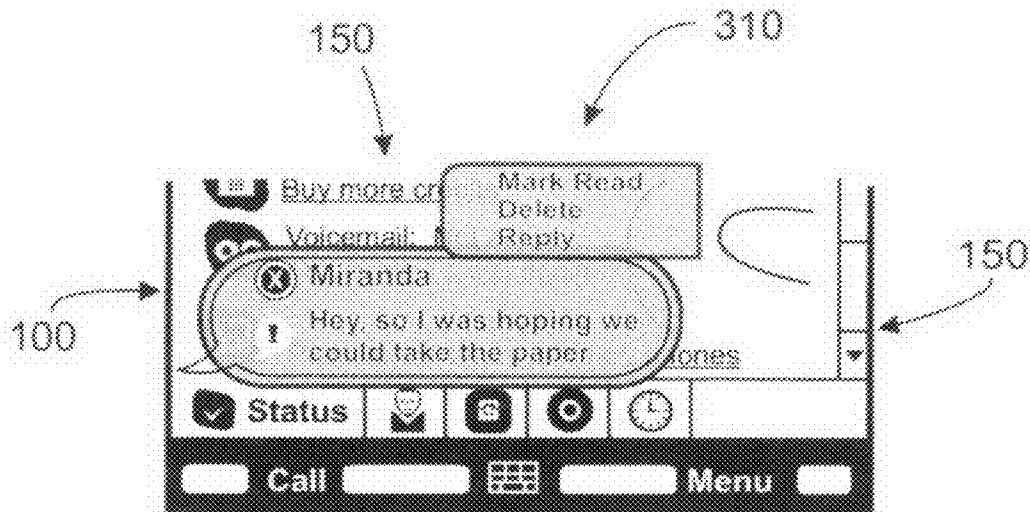 150
310
Buy more cr
Mark Read
Delete
Reply
Voicemail:
150
Miranda
100
Hey, so I was hoping we
could take the paper
ones
Status
Call
Menu